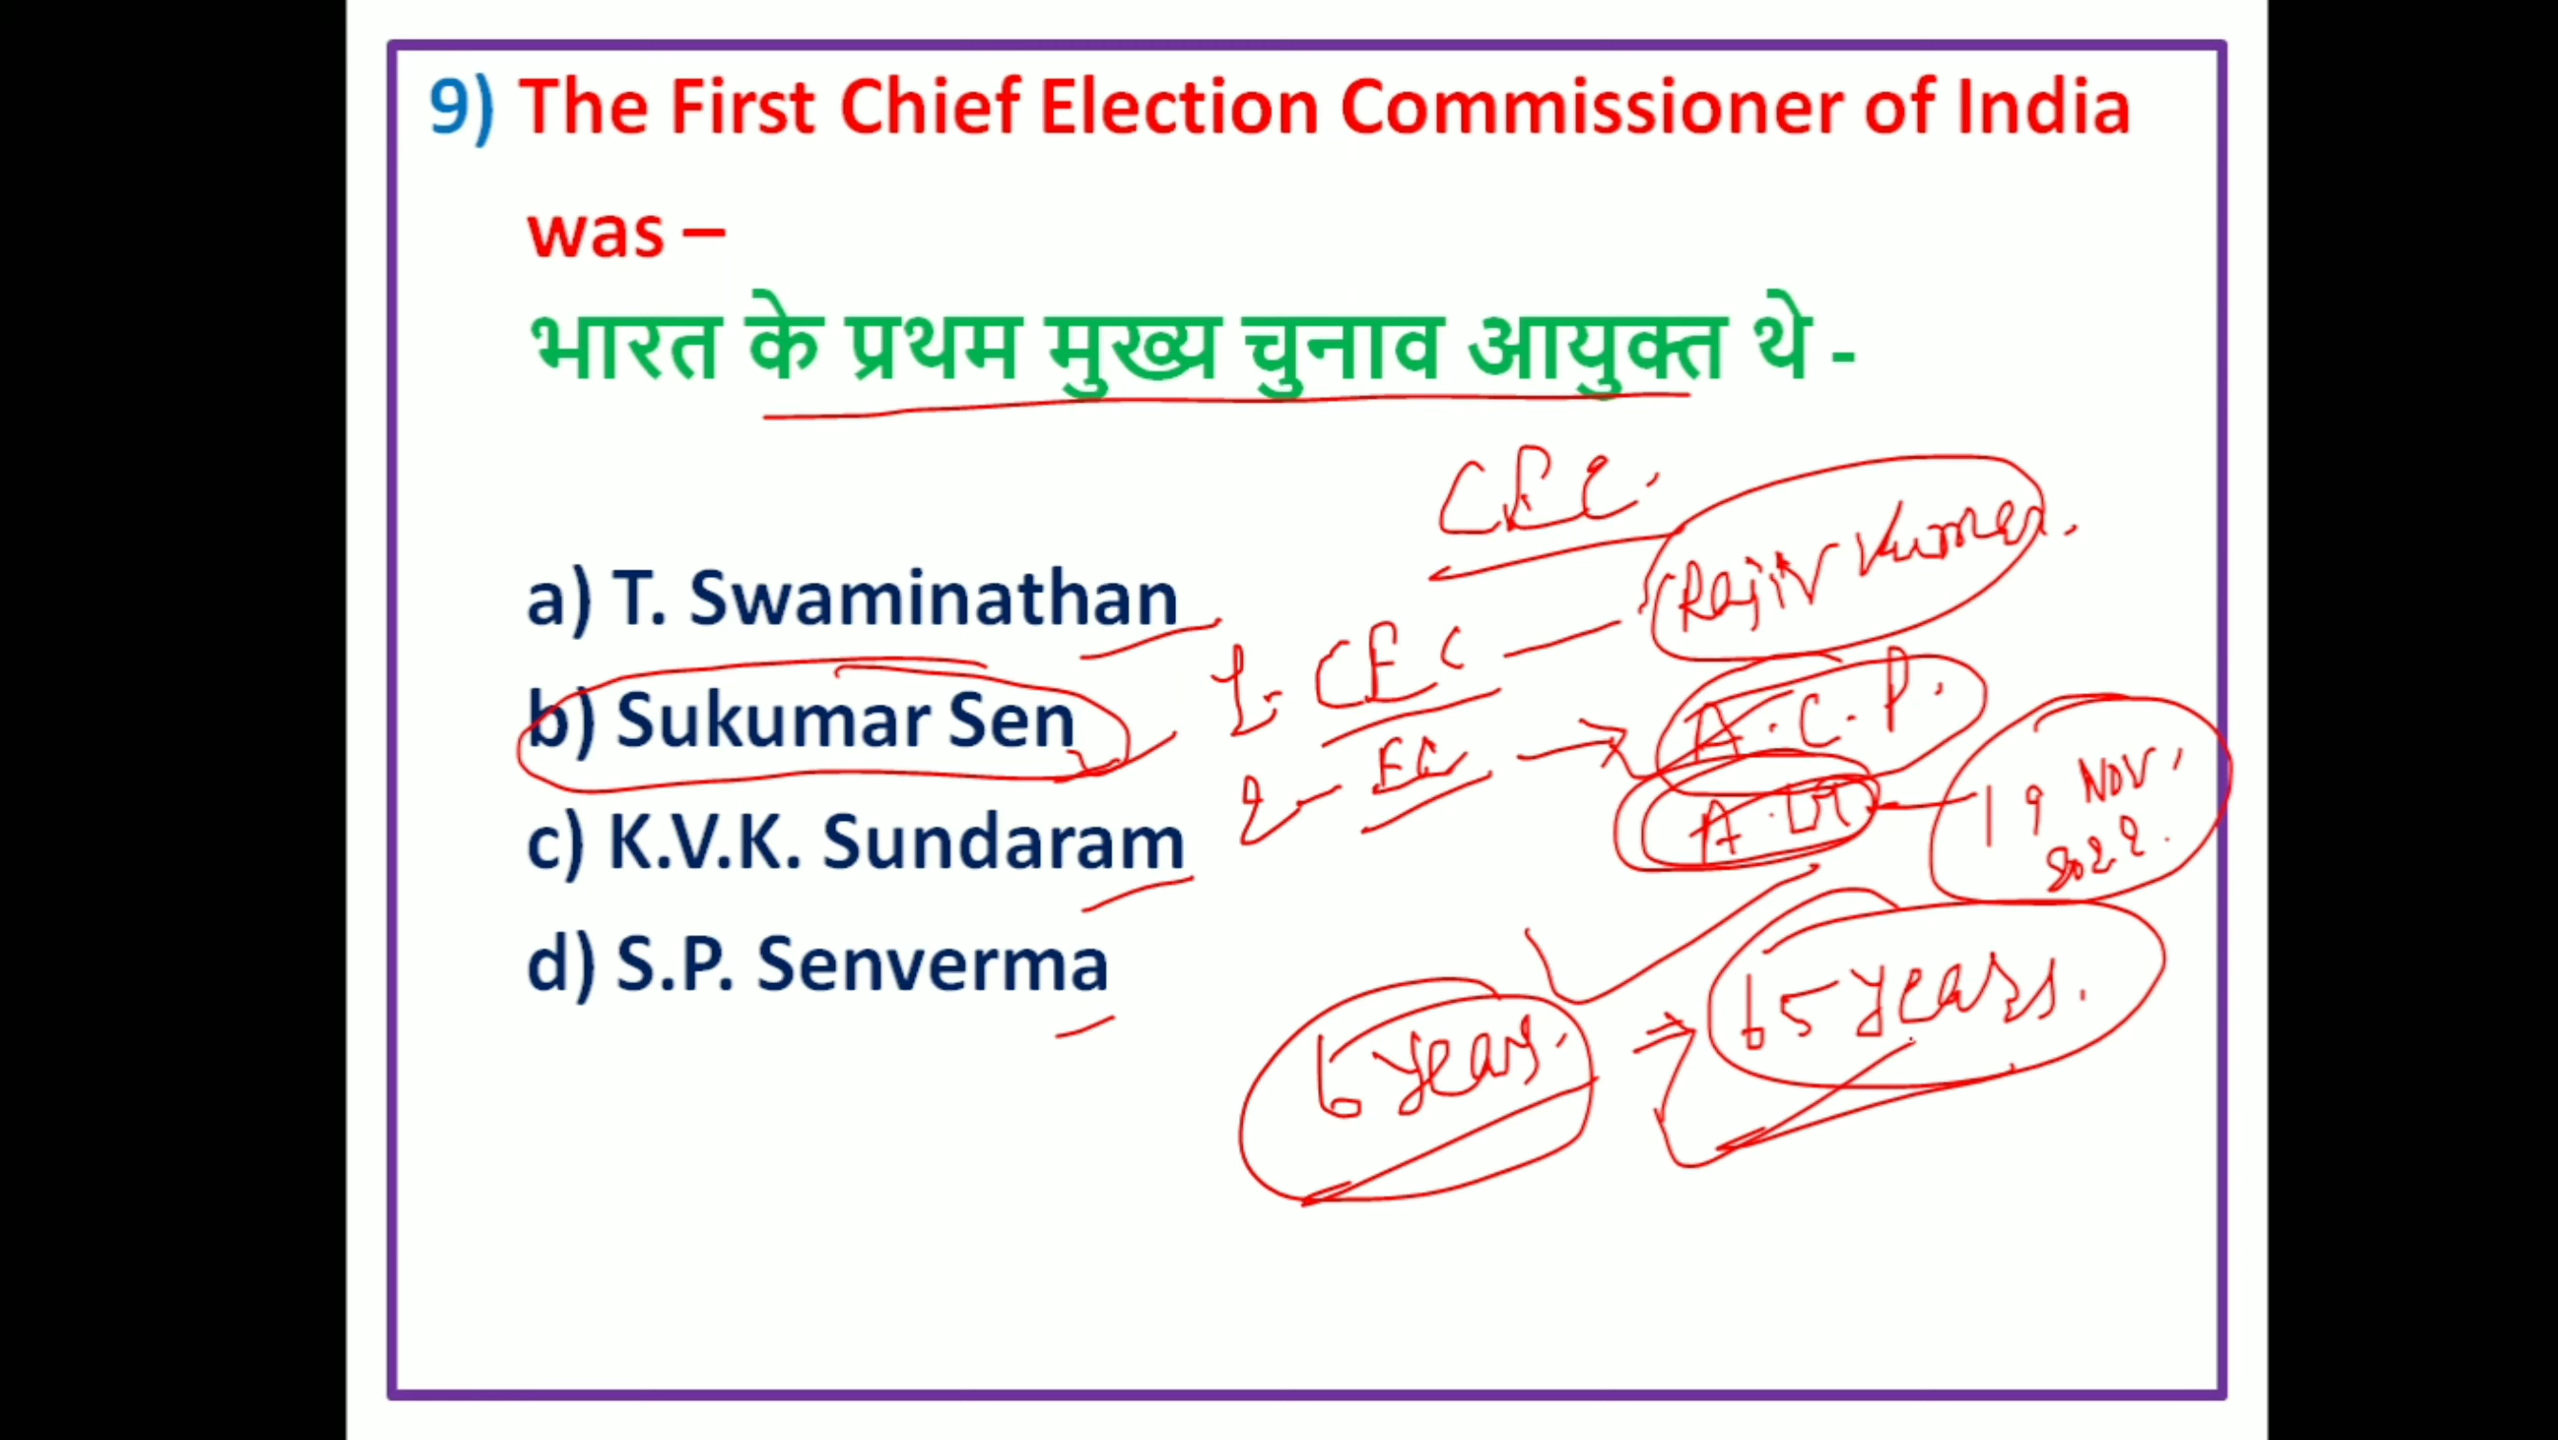 9) The First Chief Election Commissioner of India
was –
भारत के प्रथम मुख्य चुनाव आयुक्त थे -
CEC.
Rajiv Kumar.
a) T. Swaminathan
1- CEC
b) Sukumar Sen
A.C.P.
2- EC
19 Nov,
2022.
c) K.V.K. Sundaram
d) S.P. Senverma
6 years.
65 years.